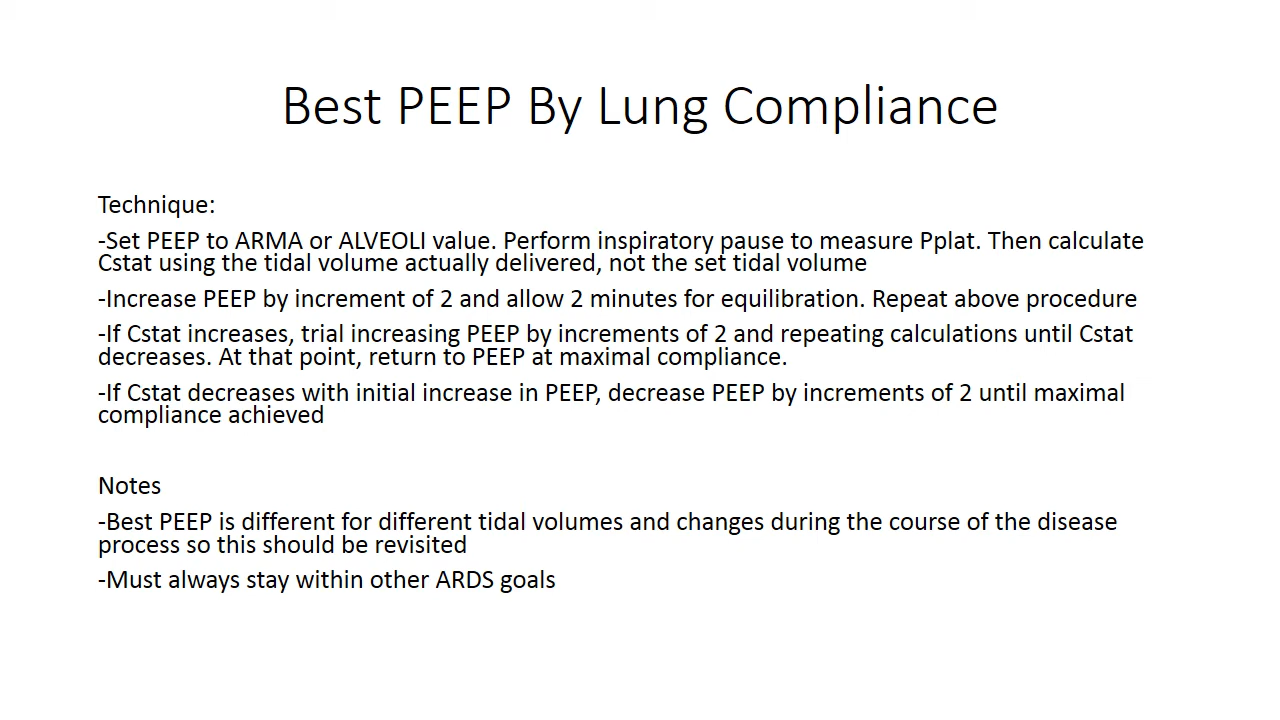 Best PEEP By Lung Compliance
Technique:
-Set PEEP to ARMA or ALVEOLI value. Perform inspiratory pause to measure Pplat. Then calculate
Cstat using the tidal volume actually delivered, not the set tidal volume
-Increase PEEP by increment of 2 and allow 2 minutes for equilibration. Repeat above procedure
-If Cstat increases, trial increasing PEEP by increments of 2 and repeating calculations until Cstat
decreases. At that point, return to PEEP at maximal compliance.
-If Cstat decreases with initial increase in PEEP, decrease PEEP by increments of 2 until maximal
compliance achieved
Notes
-Best PEEP is different for different tidal volumes and changes during the course of the disease
process so this should be revisited
-Must always stay within other ARDS goals